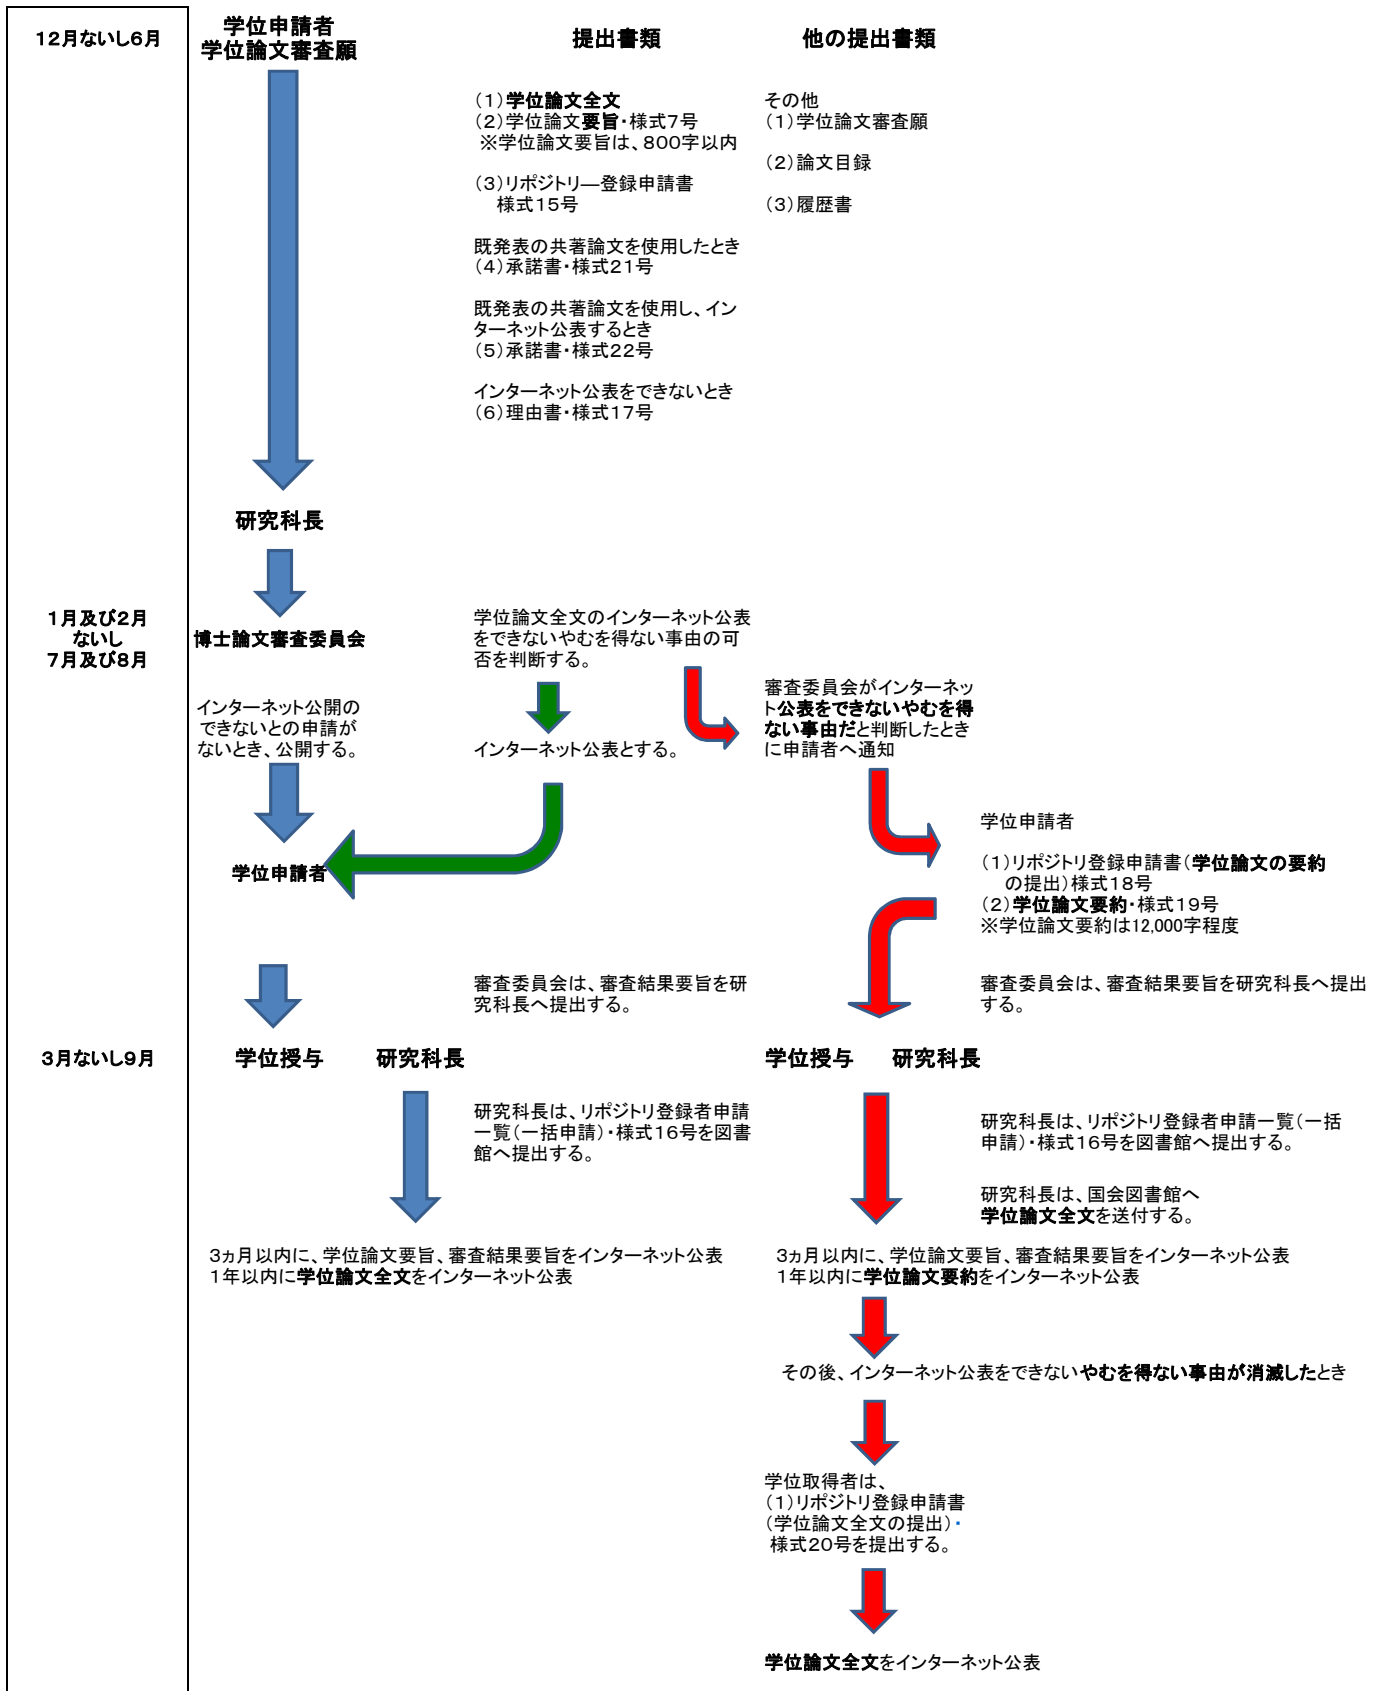 12月ないし6月
学位申請者
学位論文審査願
提出書類
他の提出書類
(1)学位論文全文
(2)学位論文要旨・様式7号
※学位論文要旨は、800字以内
(3)リポジトリ―登録申請書
様式15号
既発表の共著論文を使用したとき
(4)承諾書・様式21号
既発表の共著論文を使用し、イン
ターネット公表するとき
(5)承諾書・様式22号
インターネット公表をできないとき
(6)理由書・様式17号
その他
(1)学位論文審査願
(2)論文目録
(3)履歴書
研究科長
1月及び2月
ないし
7月及び8月
博士論文審査委員会
学位論文全文のインターネット公表
をできないやむを得ない事由の可
否を判断する。
インターネット公開の
できないとの申請が
ないとき、公開する。
インターネット公表とする。
審査委員会がインターネッ
ト公表をできないやむを得
ない事由だと判断したとき
に申請者へ通知
学位申請者
学位申請者
(1)リポジトリ登録申請書(学位論文の要約
の提出)様式18号
(2)学位論文要約・様式19号
※学位論文要約は12,000字程度
審査委員会は、審査結果要旨を研
究科長へ提出する。
審査委員会は、審査結果要旨を研究科長へ提出
する。
3月ないし9月
学位授与
研究科長
学位授与
研究科長
研究科長は、リポジトリ登録者申請
一覧(一括申請)・様式16号を図書
館へ提出する。
研究科長は、リポジトリ登録者申請一覧(一括
申請)・様式16号を図書館へ提出する。
研究科長は、国会図書館へ
学位論文全文を送付する。
3ヵ月以内に、学位論文要旨、審査結果要旨をインターネット公表
1年以内に学位論文全文をインターネット公表
3ヵ月以内に、学位論文要旨、審査結果要旨をインターネット公表
1年以内に学位論文要約をインターネット公表
その後、インターネット公表をできないやむを得ない事由が消滅したとき
学位取得者は、
(1)リポジトリ登録申請書
(学位論文全文の提出)・
様式20号を提出する。
学位論文全文をインターネット公表